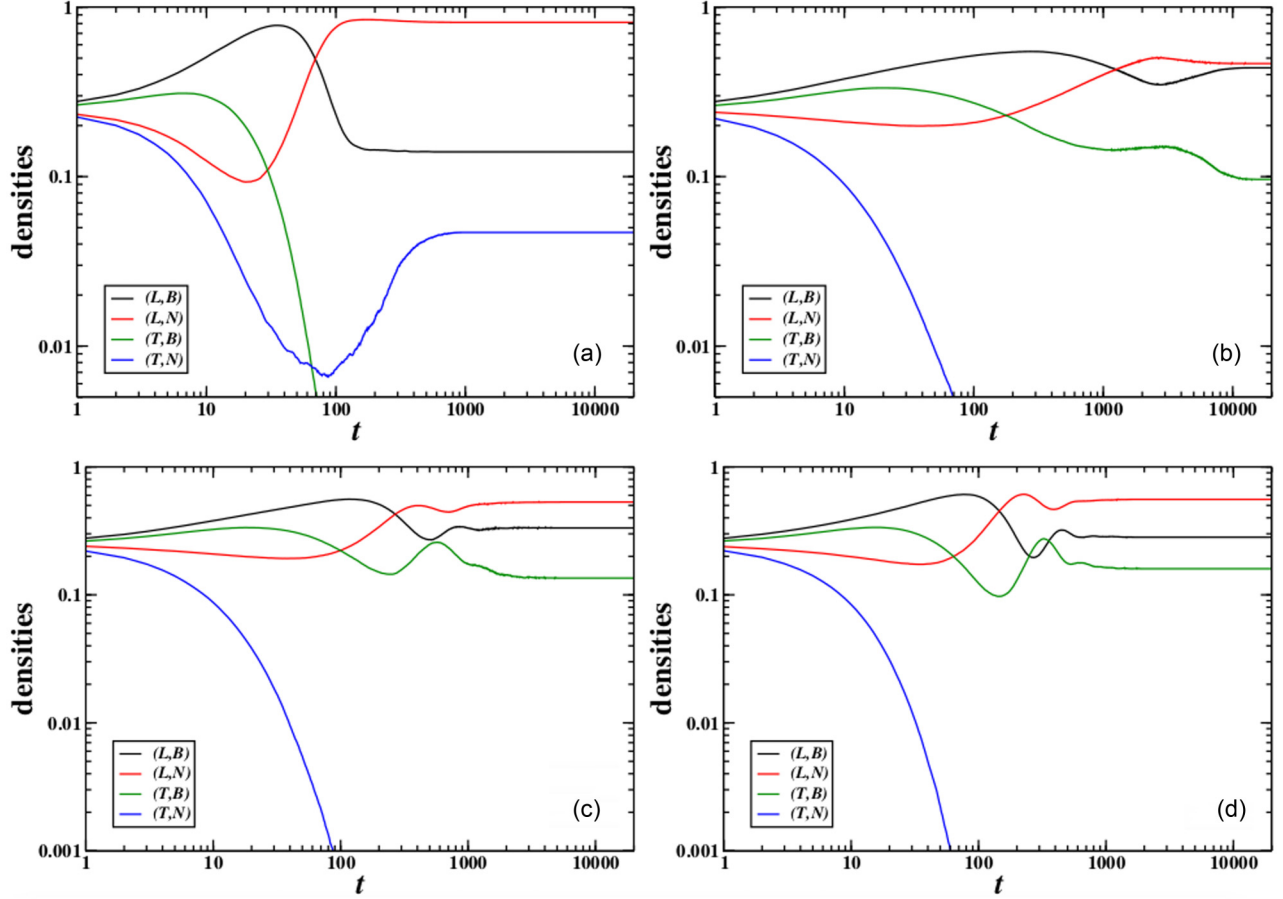 1
0.1
0.01
densities
(L,B)
(L,N)
(T,B)
(T,N)
(a)
1 10 100 1000 10000
t
1
0.1
0.01
densities
(L,B)
(L,N)
(T,B)
(T,N)
(b)
1 10 100 1000 10000
t
1
0.1
0.01
0.001
densities
(L,B)
(L,N)
(T,B)
(T,N)
(c)
1 10 100 1000 10000
t
1
0.1
0.01
0.001
densities
(L,B)
(L,N)
(T,B)
(T,N)
(d)
1 10 100 1000 10000
t